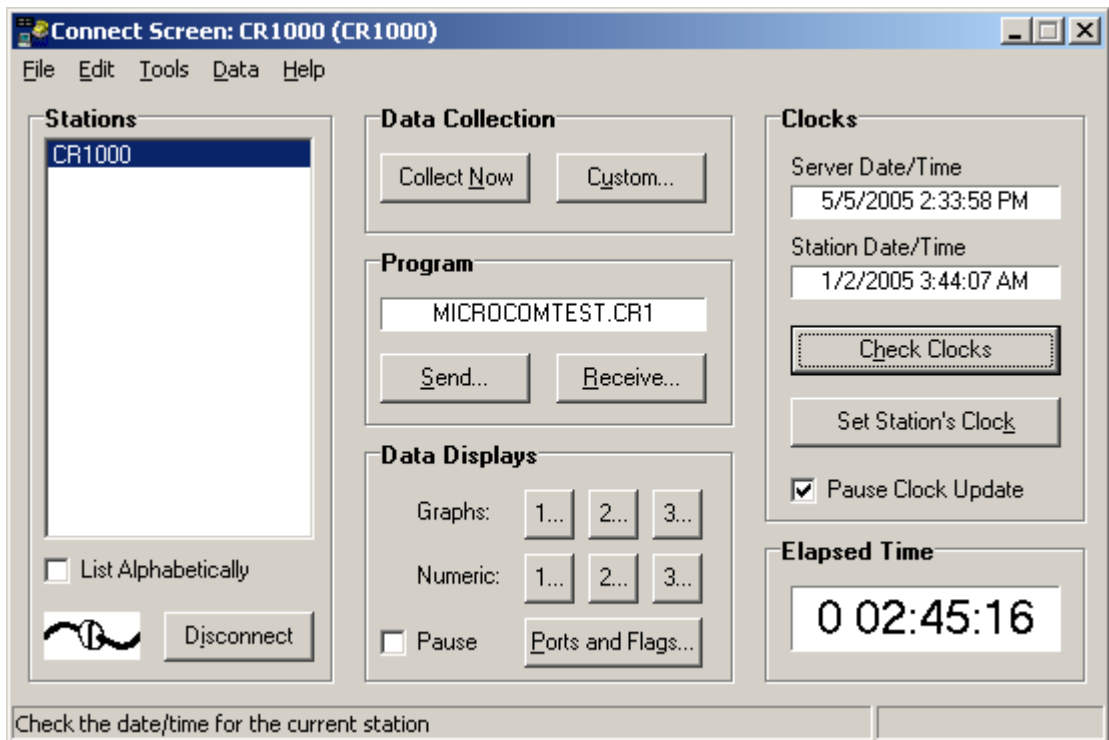 Connect Screen: CR1000 (CR1000)
File Edit Tools Data Help
Stations
CR1000
List Alphabetically
Disconnect
Data Collection
Collect Now
Custom...
Program
MICROCOMTEST.CR1
Send...
Receive...
Data Displays
Graphs: 1... 2... 3...
Numeric: 1... 2... 3...
Pause
Ports and Flags...
Clocks
Server Date/Time
5/5/2005 2:33:58 PM
Station Date/Time
1/2/2005 3:44:07 AM
Check Clocks
Set Station's Clock
Pause Clock Update
Elapsed Time
0 02:45:16
Check the date/time for the current station